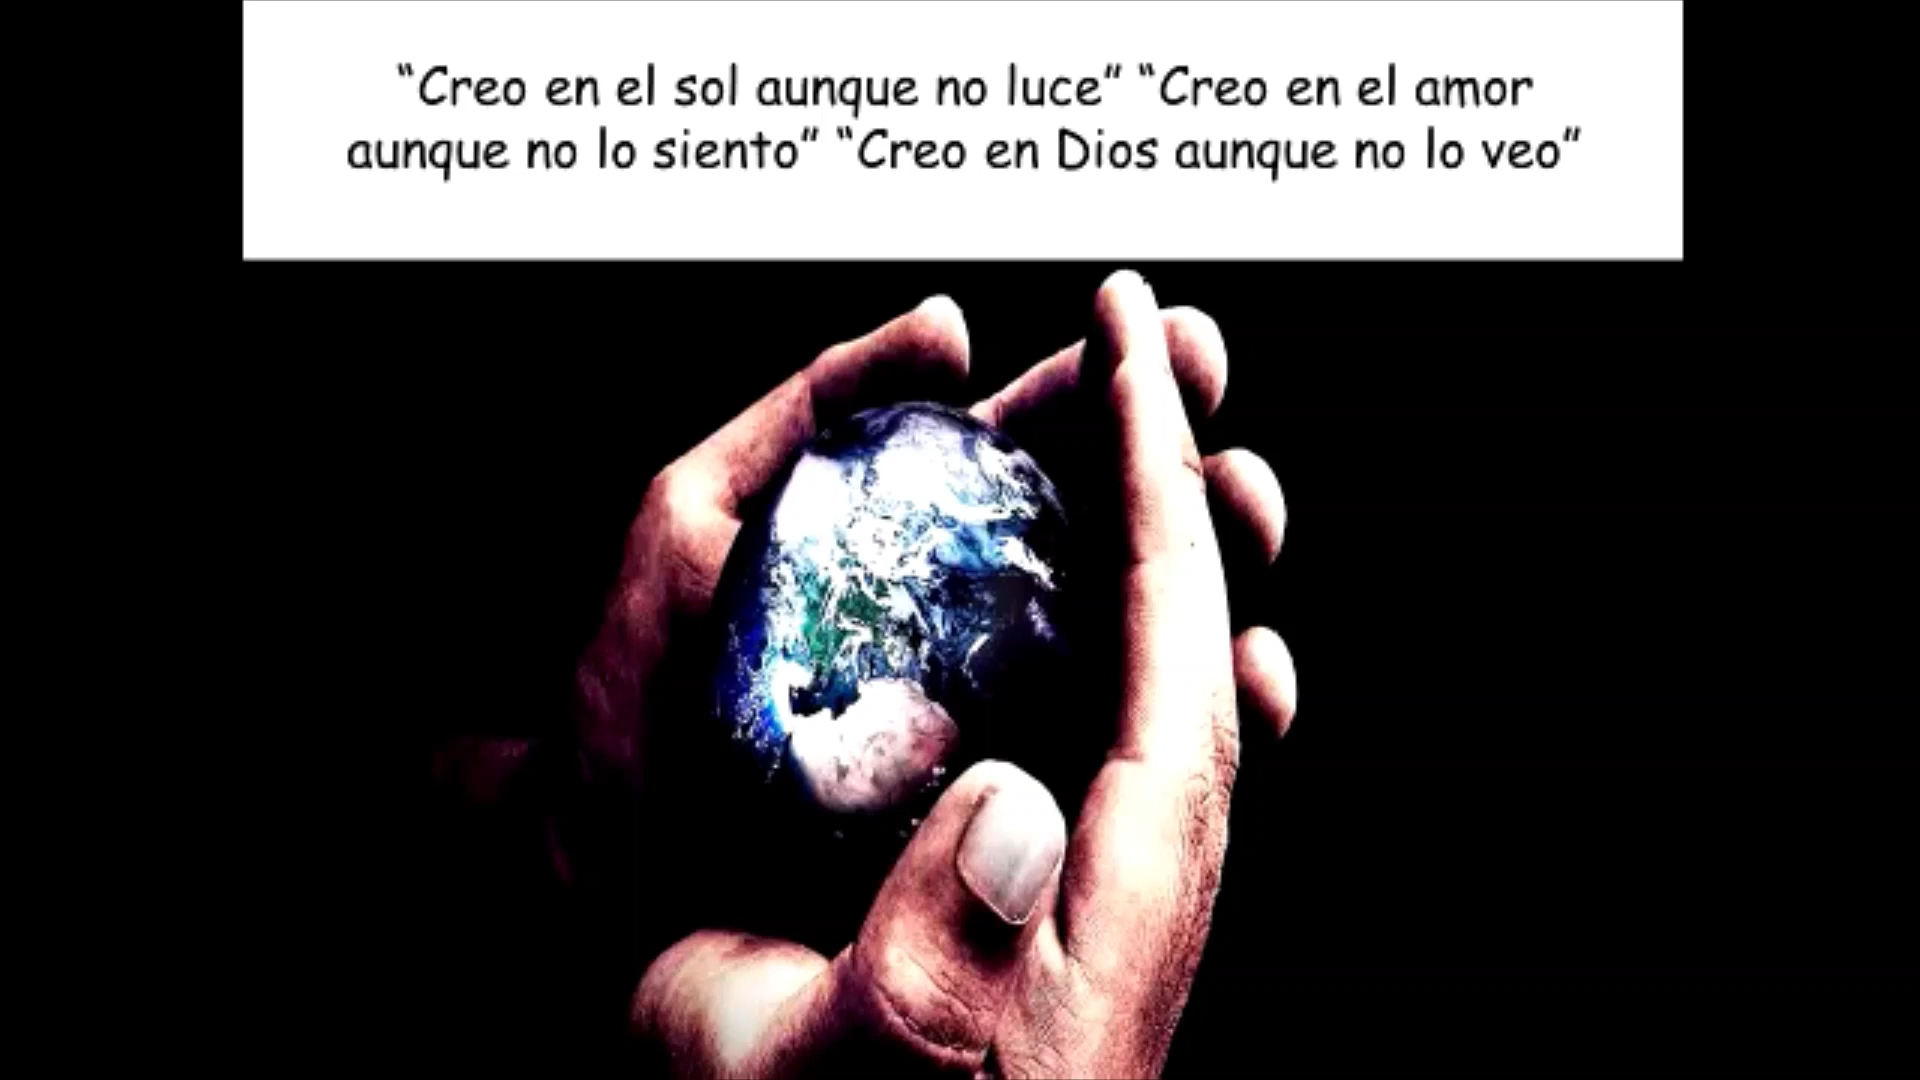 “Creo en el sol aunque no luce” “Creo en el amor
aunque no lo siento” “Creo en Dios aunque no lo veo”